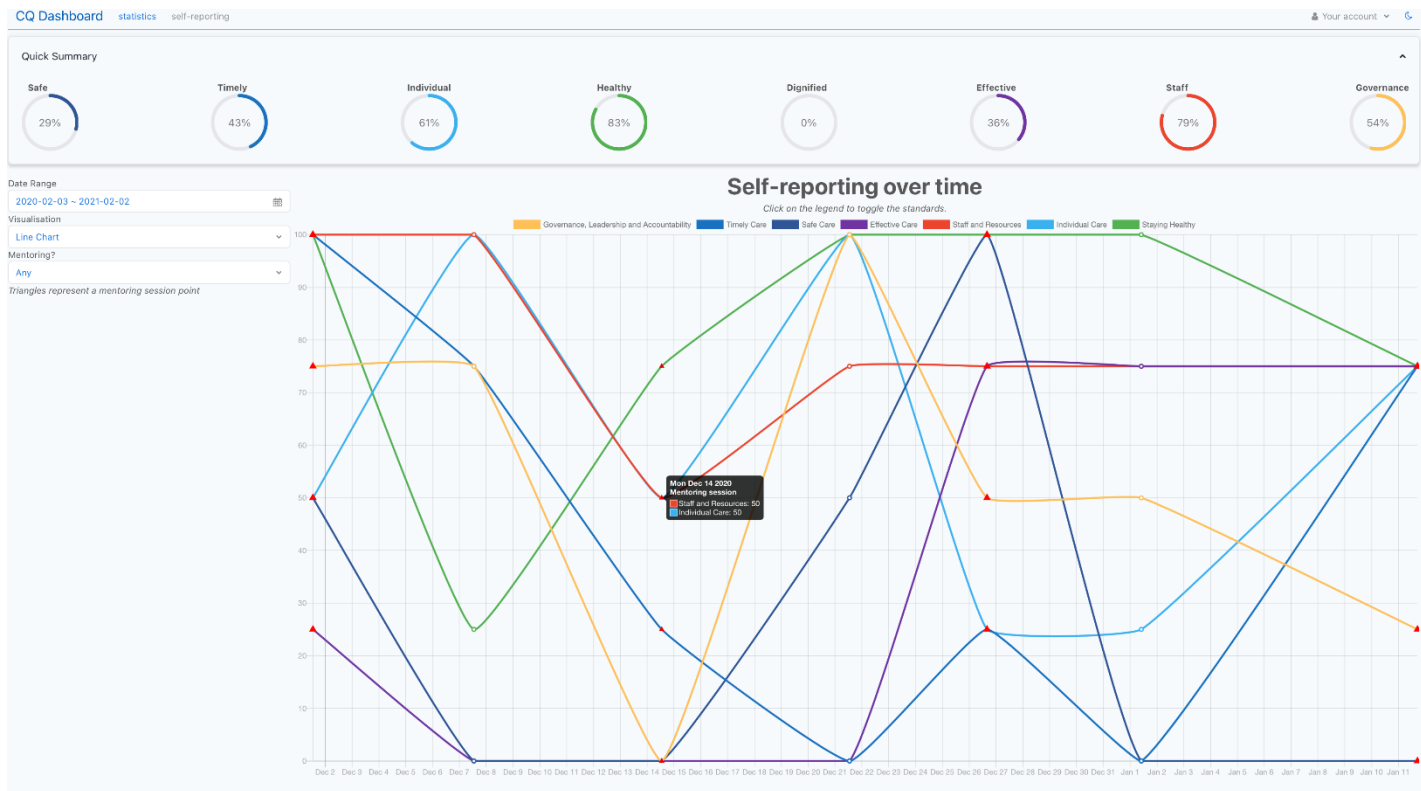 CQ Dashboard statistics self-reporting Your account
Quick Summary
Safe Timely Individual Healthy Dignified Effective Staff Governance
29% 43% 61% 83% 0% 36% 79% 54%
Date Range
2020-02-03 ~ 2021-02-02
Visualisation
Line Chart
Mentoring?
Any
Triangles represent a mentoring session point
Self-reporting over time
Click on the legend to toggle the standards.
Governance, Leadership and Accountability Timely Care Safe Care Effective Care Staff and Resources Individual Care Staying Healthy
100
90
80
70
60
50
40
30
20
10
0
Mon Dec 14 2020
Mentoring session
Staff and Resources: 50
Individual Care: 50
Dec 2 Dec 3 Dec 4 Dec 5 Dec 6 Dec 7 Dec 8 Dec 9 Dec 10 Dec 11 Dec 12 Dec 13 Dec 14 Dec 15 Dec 16 Dec 17 Dec 18 Dec 19 Dec 20 Dec 21 Dec 22 Dec 23 Dec 24 Dec 25 Dec 26 Dec 27 Dec 28 Dec 29 Dec 30 Dec 31 Jan 1 Jan 2 Jan 3 Jan 4 Jan 5 Jan 6 Jan 7 Jan 8 Jan 9 Jan 10 Jan 11